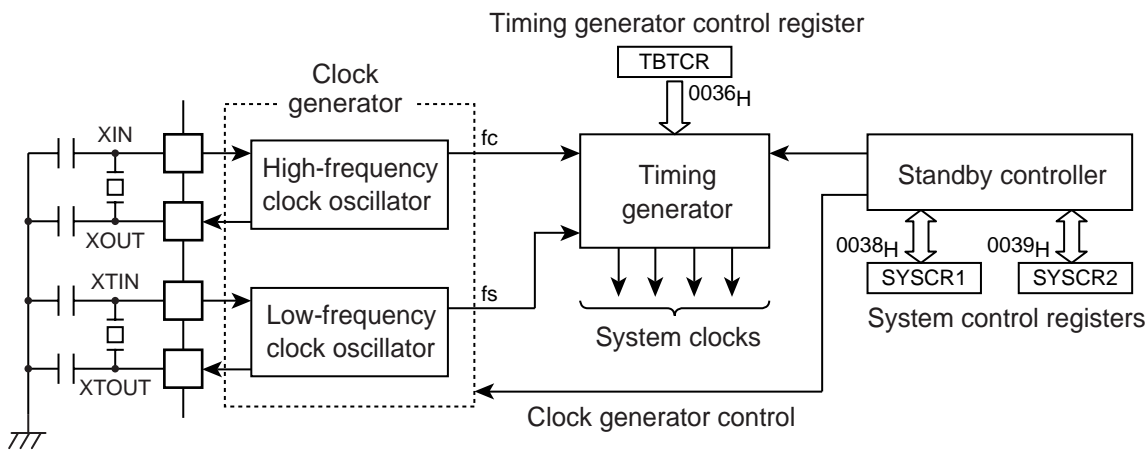 Timing generator control register
TBTCR
0036H
Clock
generator
XIN
High-frequency
clock oscillator
fc
Timing
generator
Standby controller
XOUT
0038H
0039H
SYSCR1
SYSCR2
System control registers
XTIN
Low-frequency
clock oscillator
fs
System clocks
XTOUT
Clock generator control